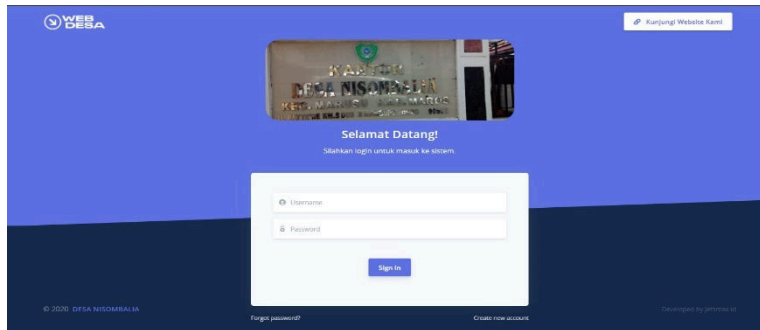 WEB
DESA
Kunjungi Website Kami
KANTOR
DESA NISOMBALIA
Selamat Datang!
Silahkan login untuk masuk ke sistem.
Username
Password
Sign In
© 2020 DESA NISOMBALIA
Forgot password?
Create new account